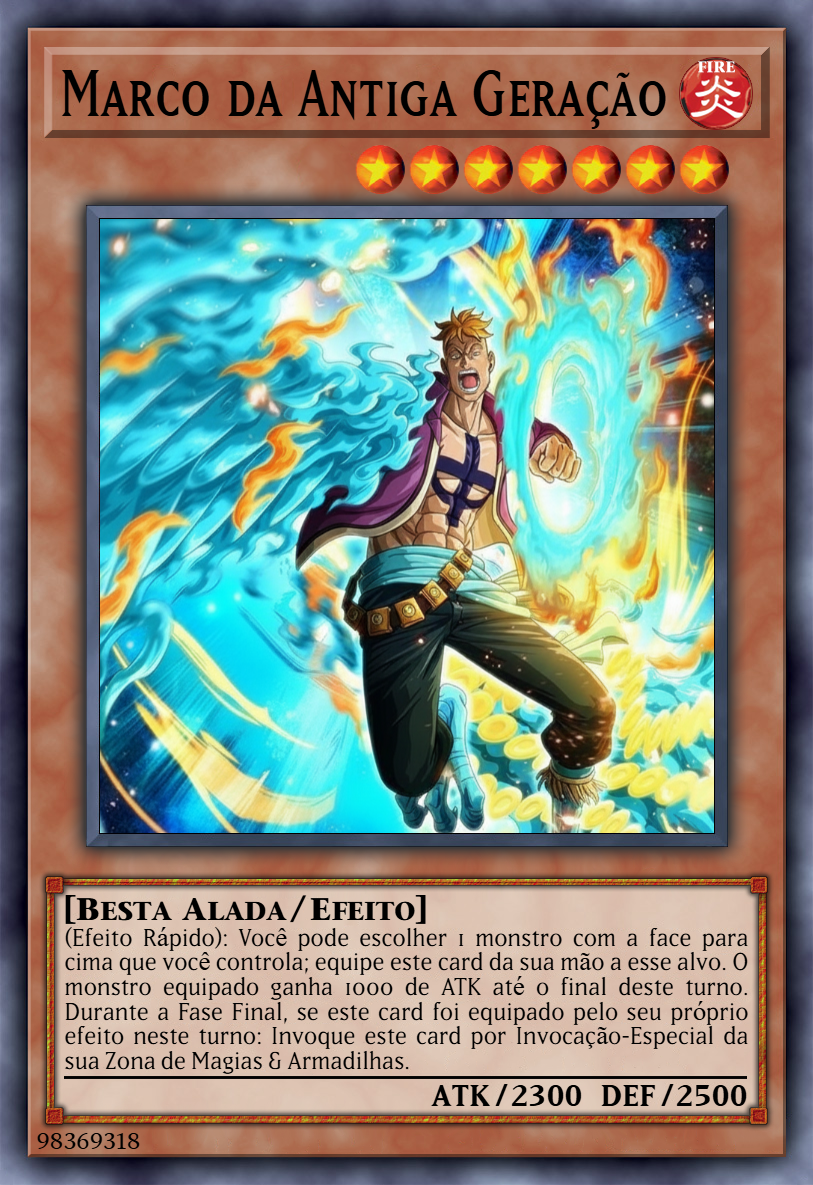 Marco da Antiga Geração
FIRE
炎
[Besta Alada/Efeito]
(Efeito Rápido): Você pode escolher 1 monstro com a face para
cima que você controla; equipe este card da sua mão a esse alvo. O
monstro equipado ganha 1000 de ATK até o final deste turno.
Durante a Fase Final, se este card foi equipado pelo seu próprio
efeito neste turno: Invoque este card por Invocação-Especial da
sua Zona de Magias & Armadilhas.
ATK/2300 DEF/2500
98369318